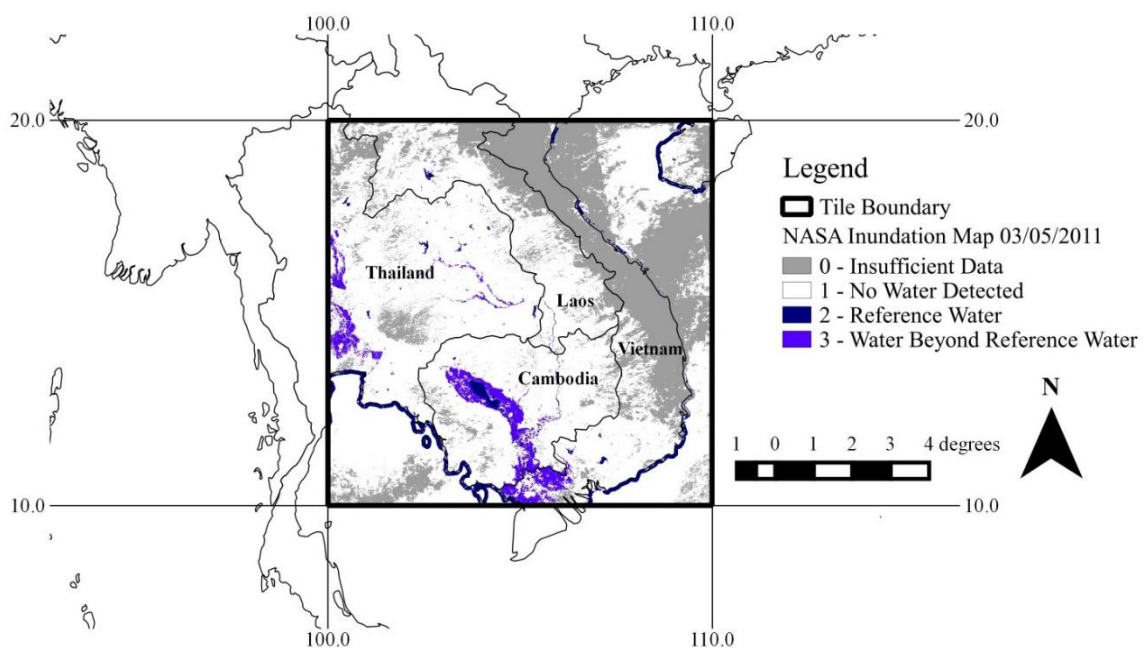 100.0
110.0
20.0
20.0
Legend
Tile Boundary
NASA Inundation Map 03/05/2011
0 - Insufficient Data
1 - No Water Detected
2 - Reference Water
3 - Water Beyond Reference Water
Thailand
Laos
Vietnam
Cambodia
N
1 0 1 2 3 4 degrees
10.0
10.0
100.0
110.0